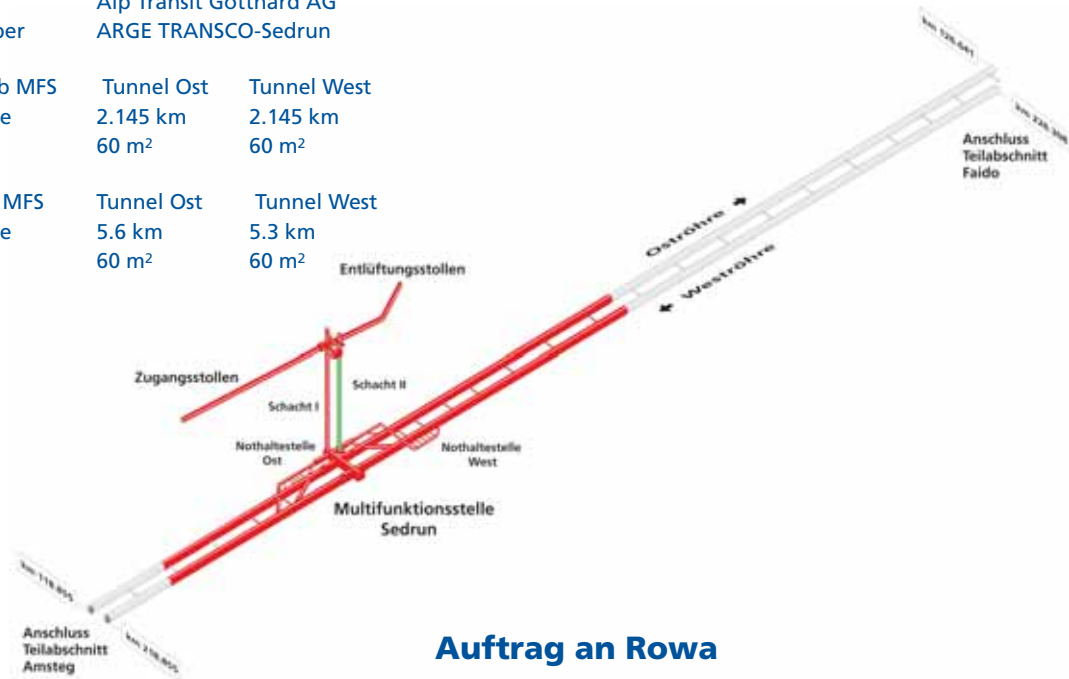 Alp Transit Gotthard AG
ARGE TRANSCO-Sedrun
MFS Tunnel Ost Tunnel West
2.145 km 2.145 km
60 m² 60 m²
MFS Tunnel Ost Tunnel West
5.6 km 5.3 km
60 m² 60 m²
Anschluss
Teilabschnitt
Faido
Oströhre
Weströhre
Entlüftungsstollen
Zugangsstollen
Schacht II
Schacht I
Nothaltestelle
Ost
Nothaltestelle
West
Multifunktionsstelle
Sedrun
Anschluss
Teilabschnitt
Amsteg
Auftrag an Rowa